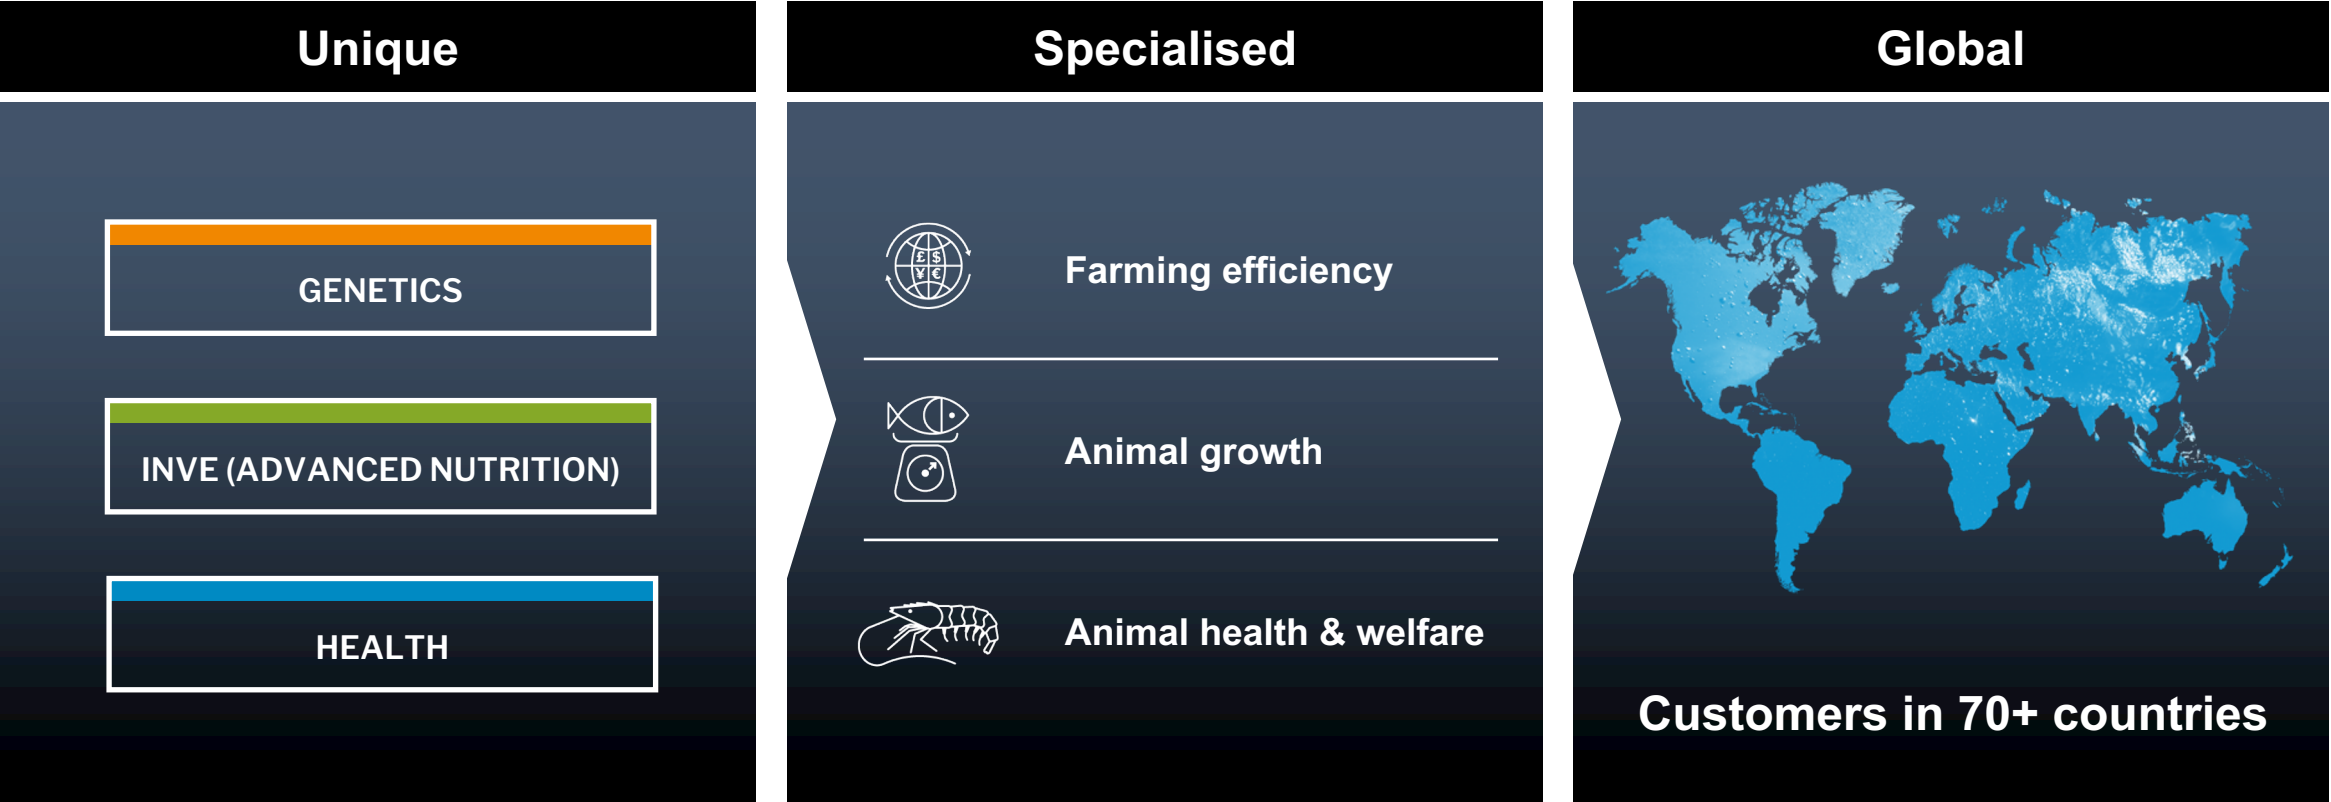 Unique
GENETICS
INVE (ADVANCED NUTRITION)
HEALTH
Specialised
£ $
¥ €
Farming efficiency
Animal growth
Animal health & welfare
Global
Customers in 70+ countries